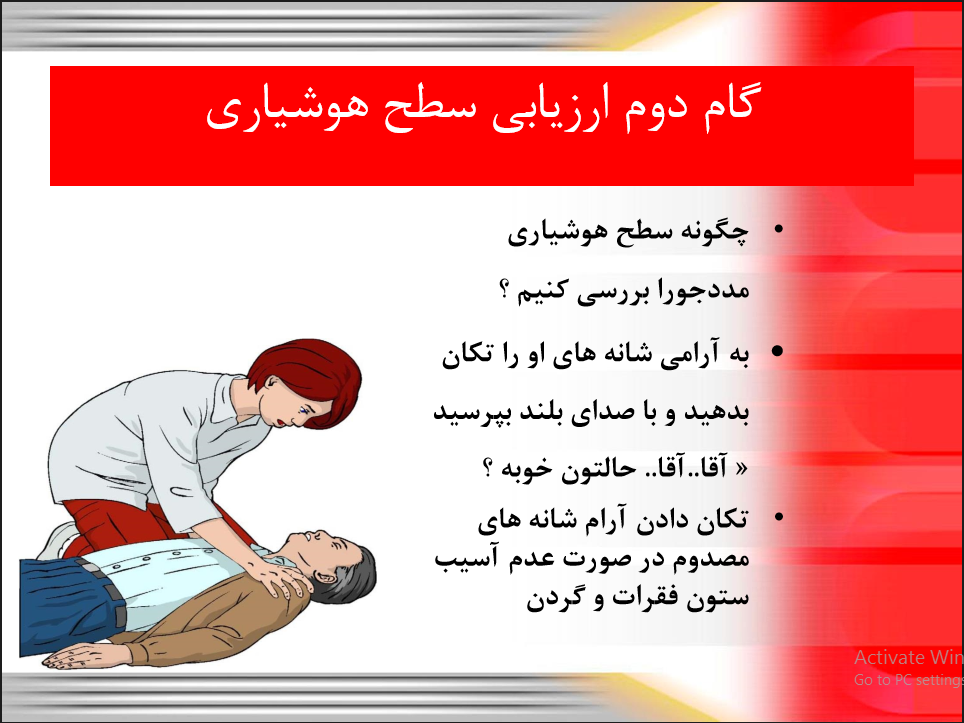 گام دوم ارزیابی سطح هوشیاری
• چگونه سطح هوشیاری
مددجورا بررسی کنیم ؟
• به آرامی شانه های او را تکان
بدهید و با صدای بلند بپرسید
« آقا..آقا.. حالتون خوبه ؟
• تکان دادن آرام شانه های
مصدوم در صورت عدم آسیب
ستون فقرات و گردن
Activate Win
Go to PC settings